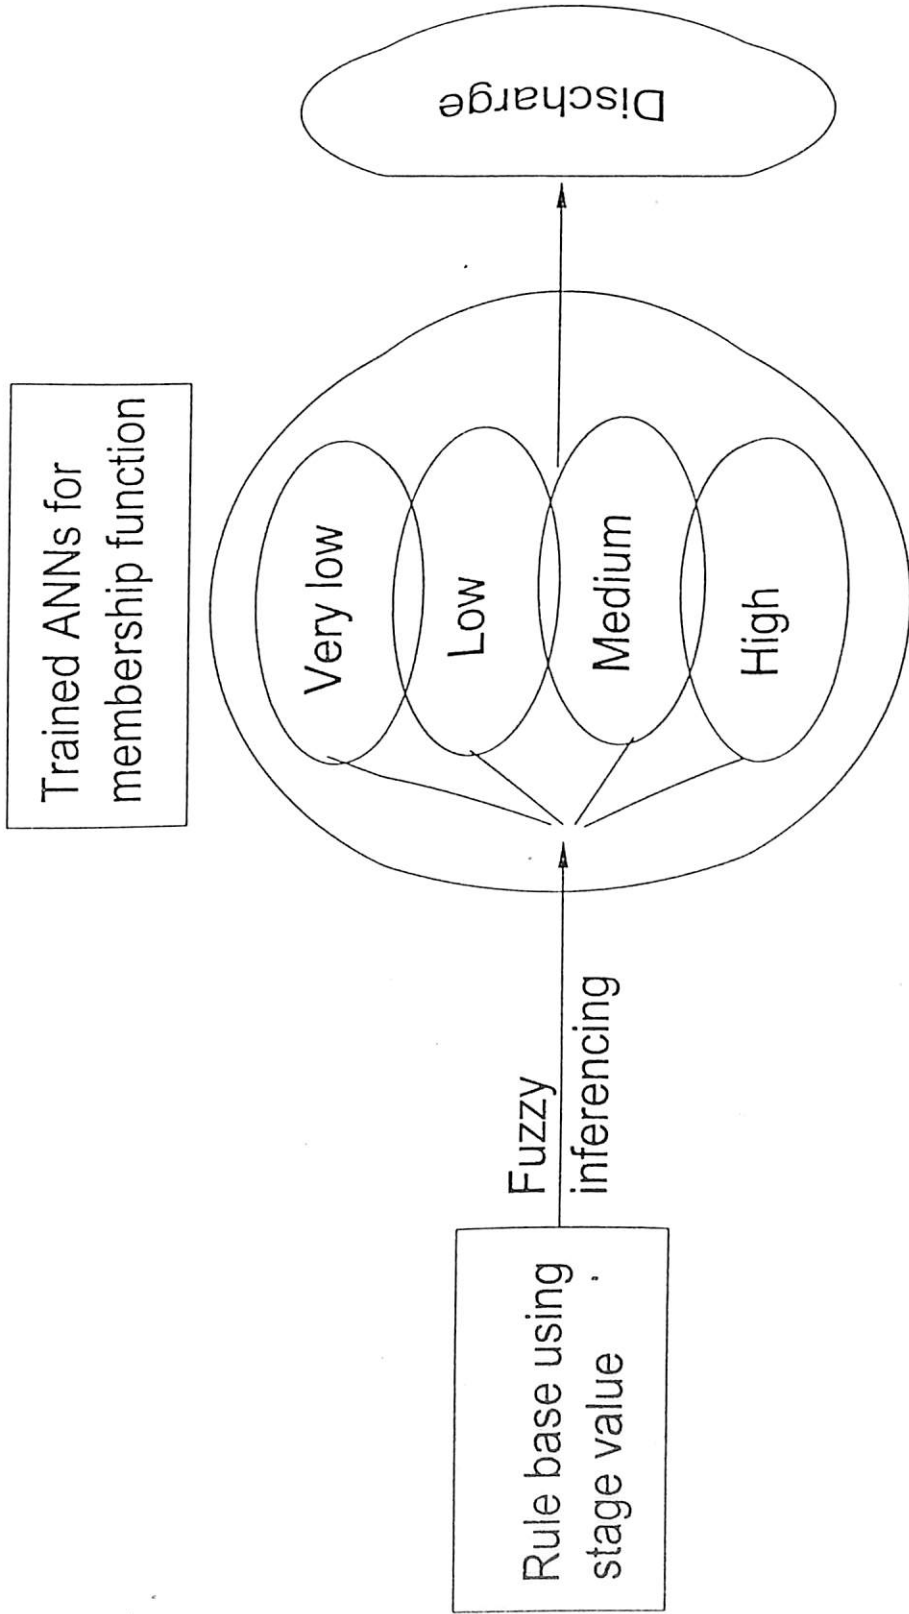 Trained ANNs for
membership function
Rule base using
stage value
Fuzzy
inferencing
Very low
Low
Medium
High
Discharge